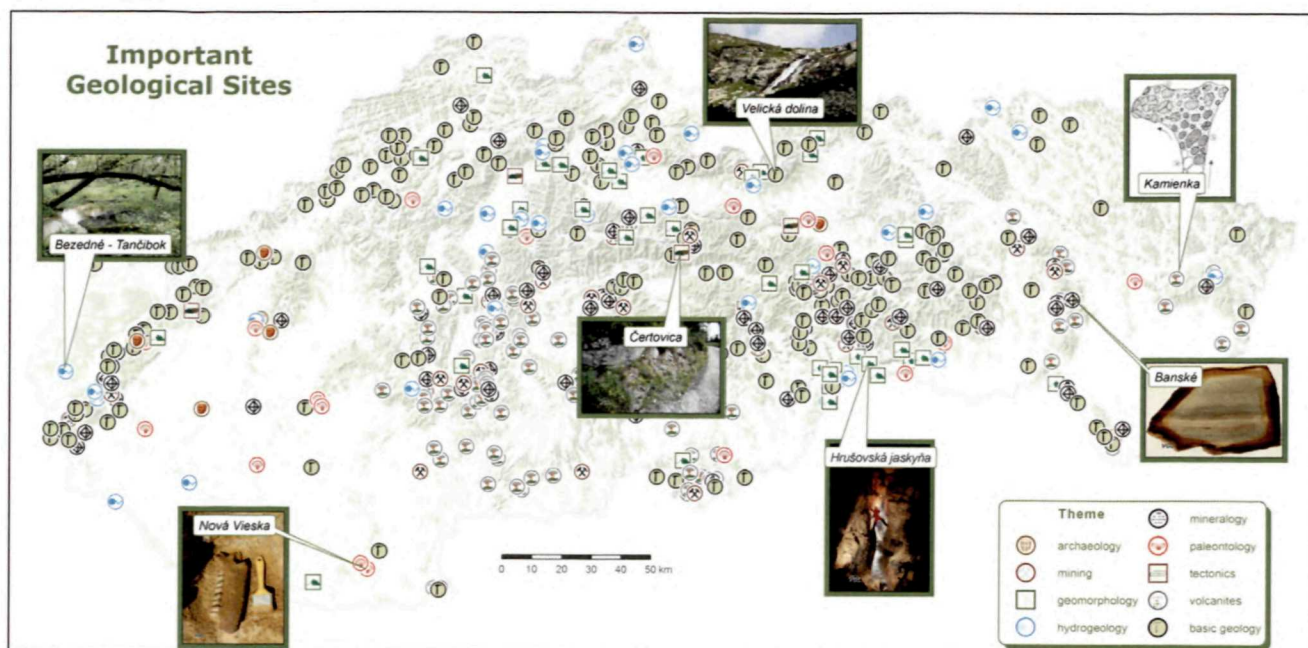 Important
Geological Sites
Velická dolina
Kamienka
Bezedné - Tančibok
Čertovica
Banské
Hrušovská jaskyňa
Nová Vieska
0 10 20 30 40 50 km
Theme
archaeology
mining
geomorphology
hydrogeology
mineralogy
paleontology
tectonics
volcanites
basic geology